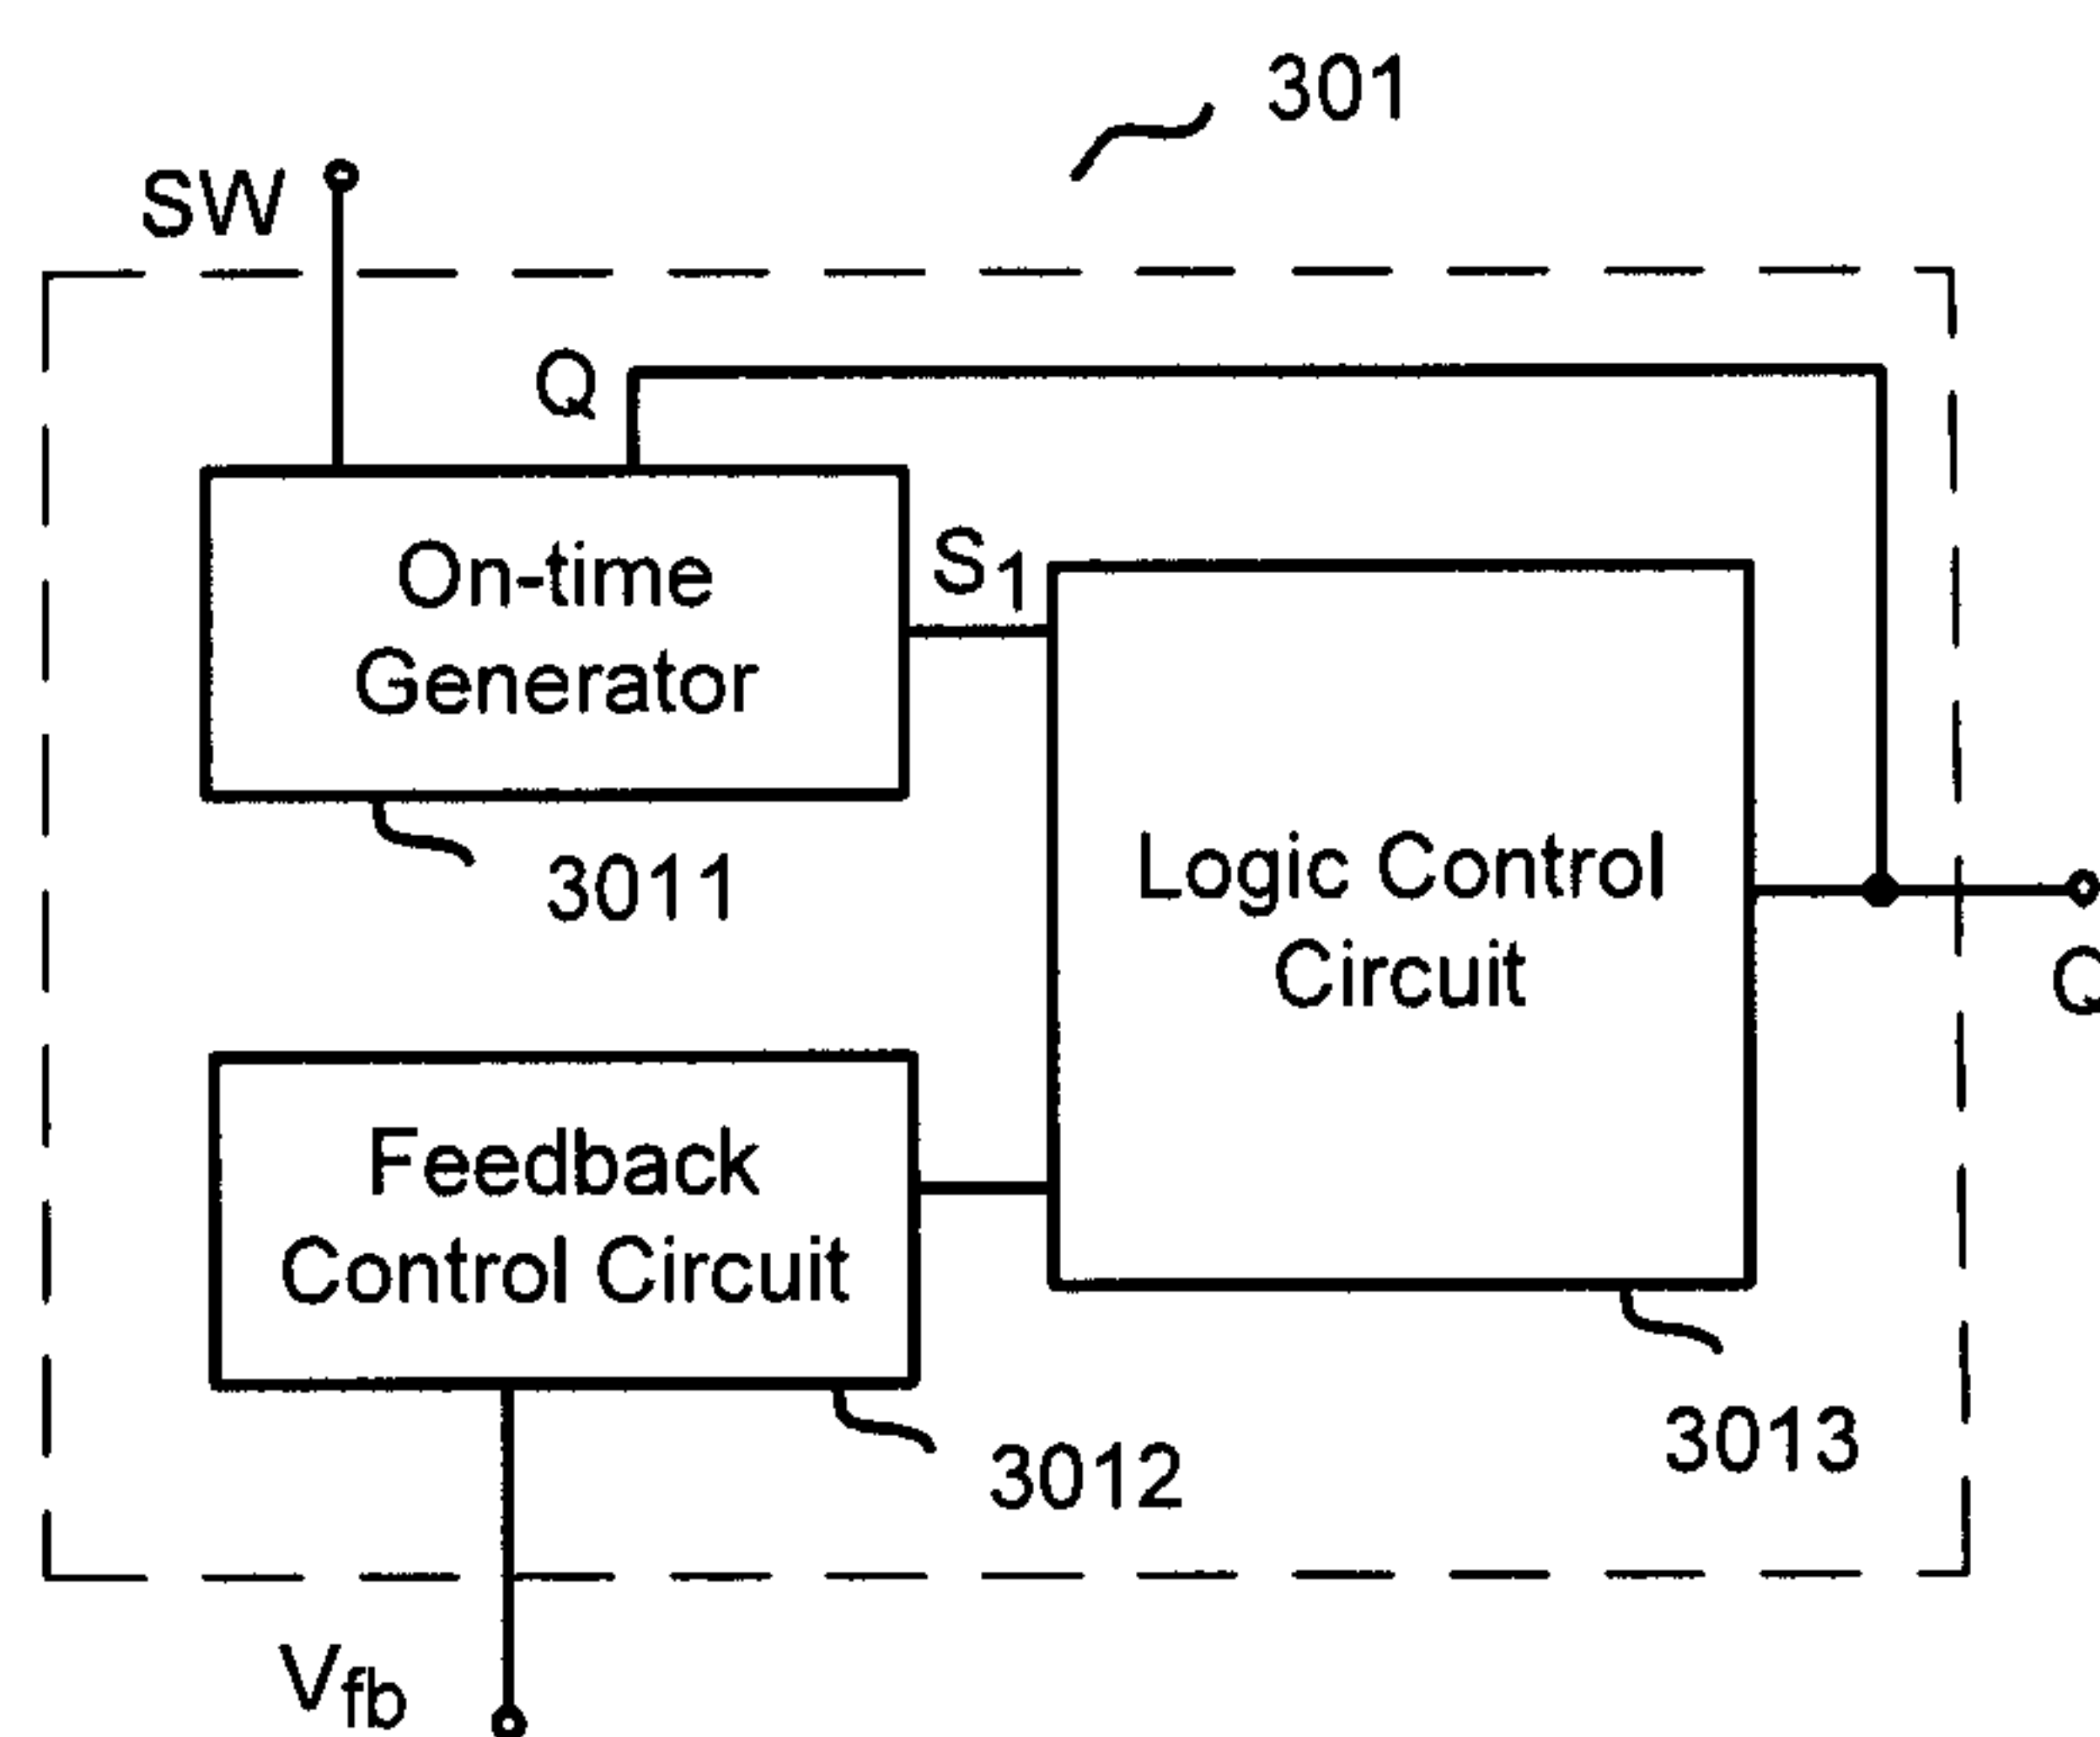 301
SW
Q
On-time
Generator
S1
3011
Logic Control
Circuit
Q
Feedback
Control Circuit
3012
3013
Vfb